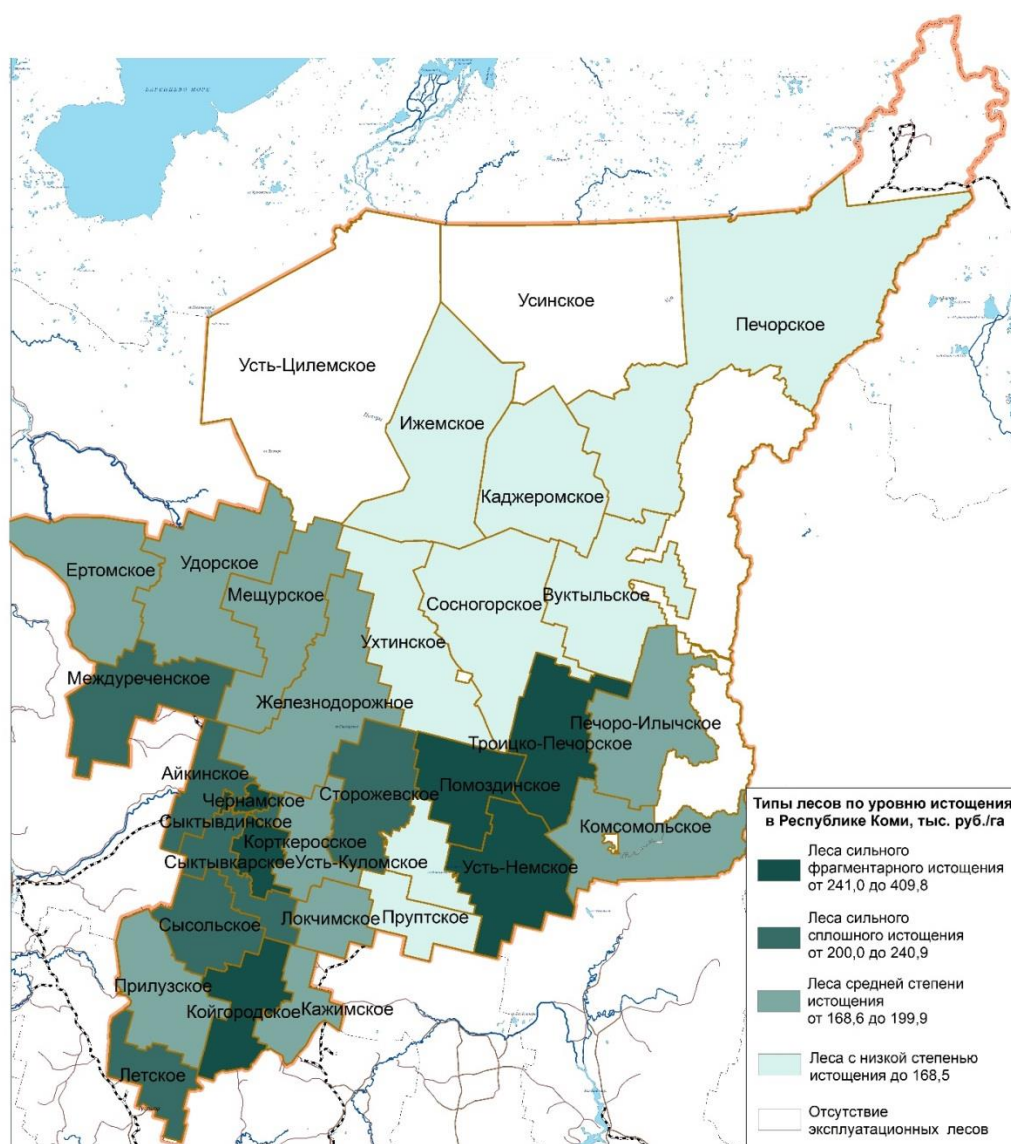 БАРЕНЦЕВО МОРЕ
Усинское
Печорское
Усть-Цилемское
Ижемское
Каджеромское
Удорское
Ертомское
Мещурское
Сосногорское
Вуктыльское
Ухтинское
Междуреченское
Железнодорожное
Печоро-Илычское
Троицко-Печорское
Айкинское
Помоздинское
Чернамское
Сторожевское
Сыктывдинское
Комсомольское
Корткеросское
Сыктывкарское
Усть-Куломское
Усть-Немское
Сысольское
Локчимское
Пруптское
Прилузское
Койгородское
Кажимское
Летское
Типы лесов по уровню истощения
в Республике Коми, тыс. руб./га
Леса сильного
фрагментарного истощения
от 241,0 до 409,8
Леса сильного
сплошного истощения
от 200,0 до 240,9
Леса средней степени
истощения
от 168,6 до 199,9
Леса с низкой степенью
истощения до 168,5
Отсутствие
эксплуатационных лесов